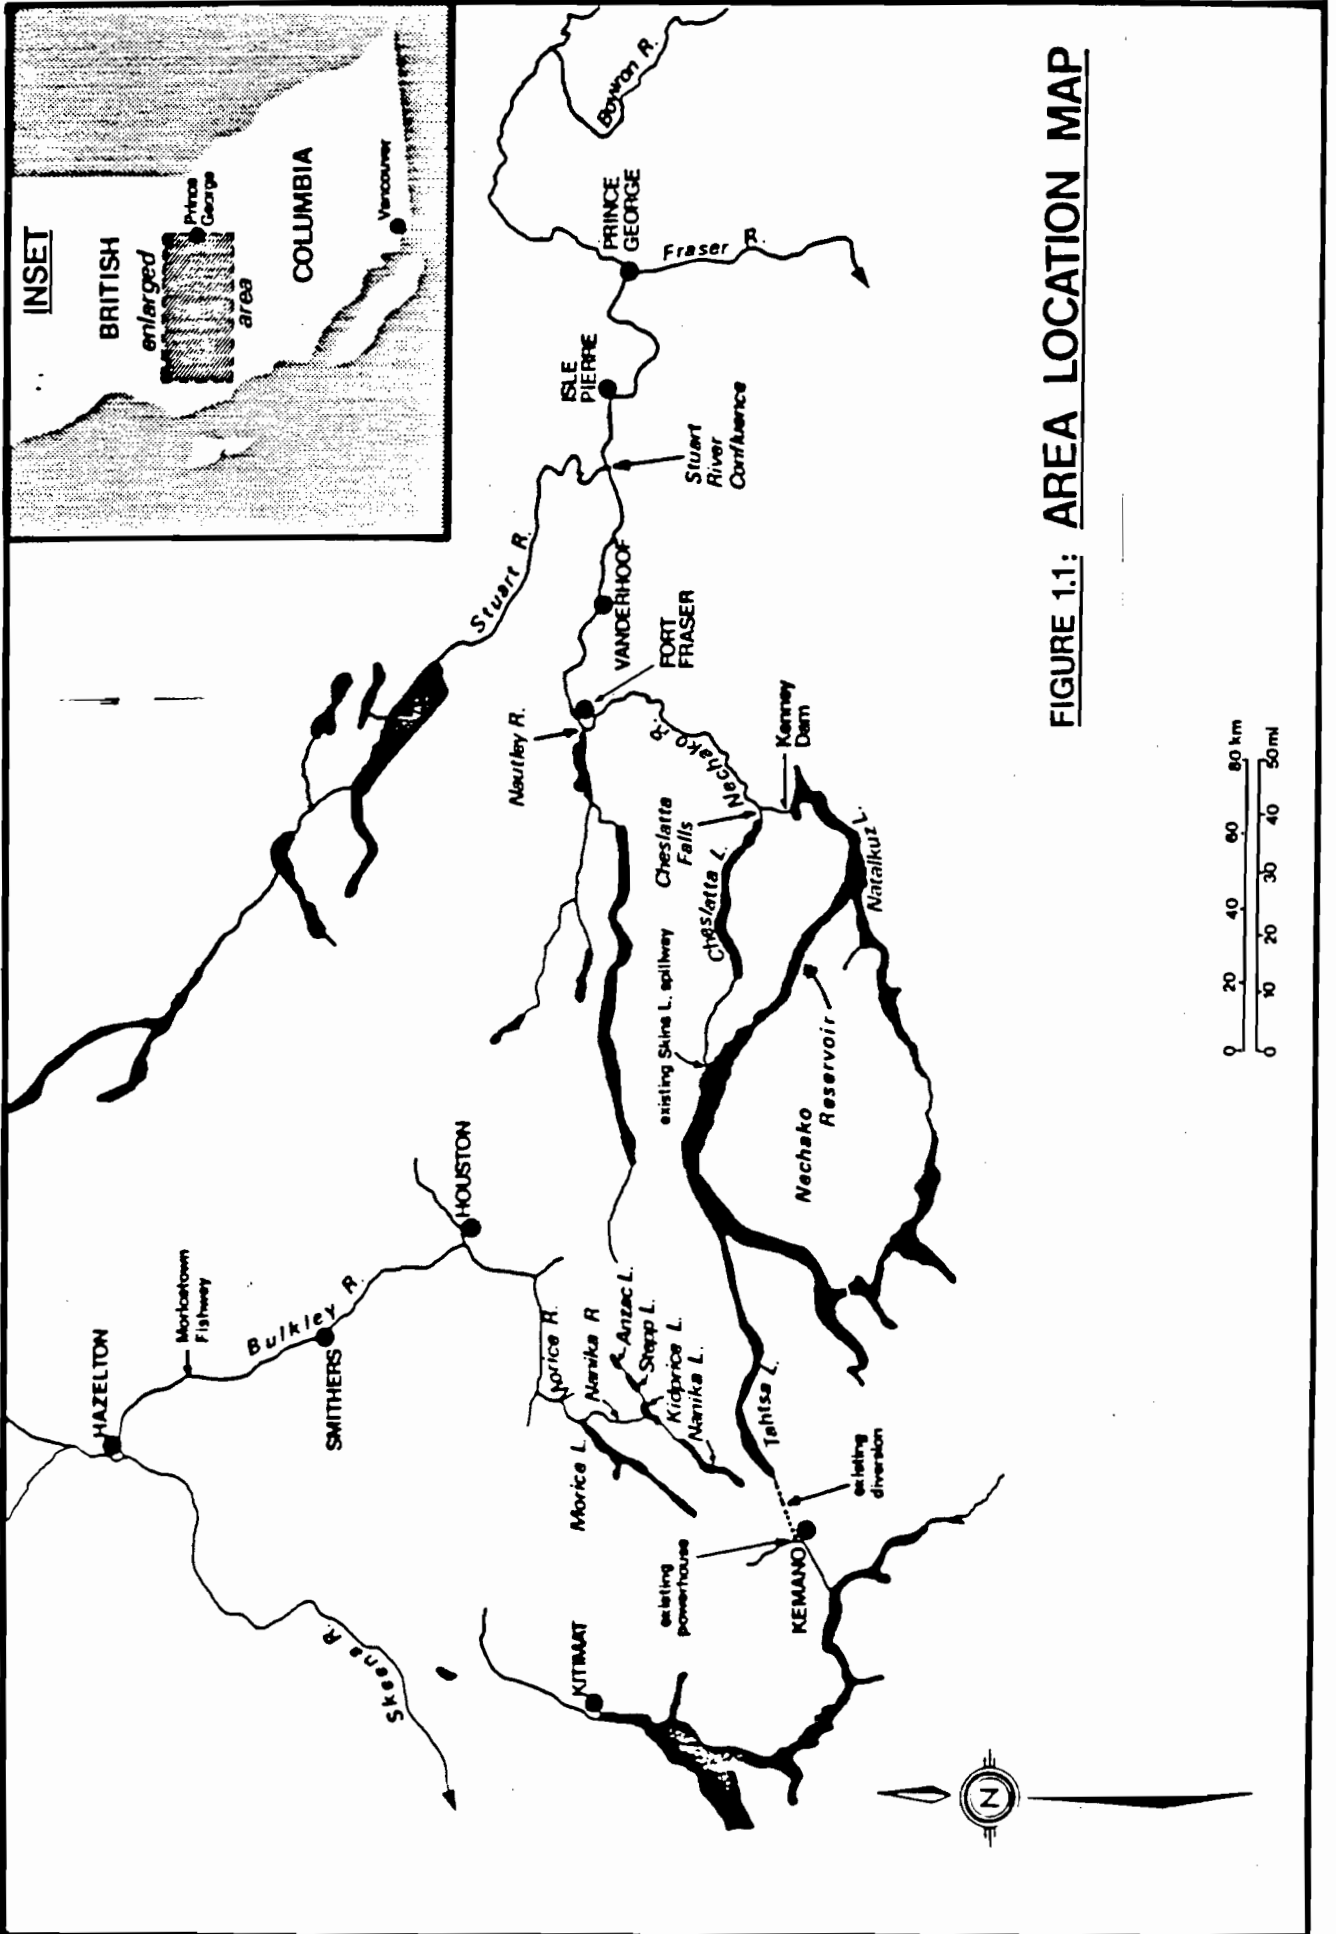 INSET
BRITISH
COLUMBIA
enlarged
area
Prince
George
Vancouver
HAZELTON
Moricetown
Fishway
Bulkley R.
SMITHERS
HOUSTON
Skeena R.
Stuart R.
Bowron R.
PRINCE
GEORGE
Fraser R.
ISLE
PIERRE
Stuart
River
Confluence
VANDERHOOF
FORT
FRASER
Nautley R.
Nechako R.
Kenney
Dam
Cheslatta
Falls
Cheslatta L.
existing Skins L. spillway
Natalkuz L.
Nechako
Reservoir
Morice R.
Nanika R
Anzac L.
Stepp L.
Kidprice L.
Nanika L.
Morice L.
Tahtsa L.
existing
diversion
existing
powerhouse
KEMANO
KITIMAT
N
0 20 40 60 80 km
0 10 20 30 40 50 mi
FIGURE 1.1: AREA LOCATION MAP